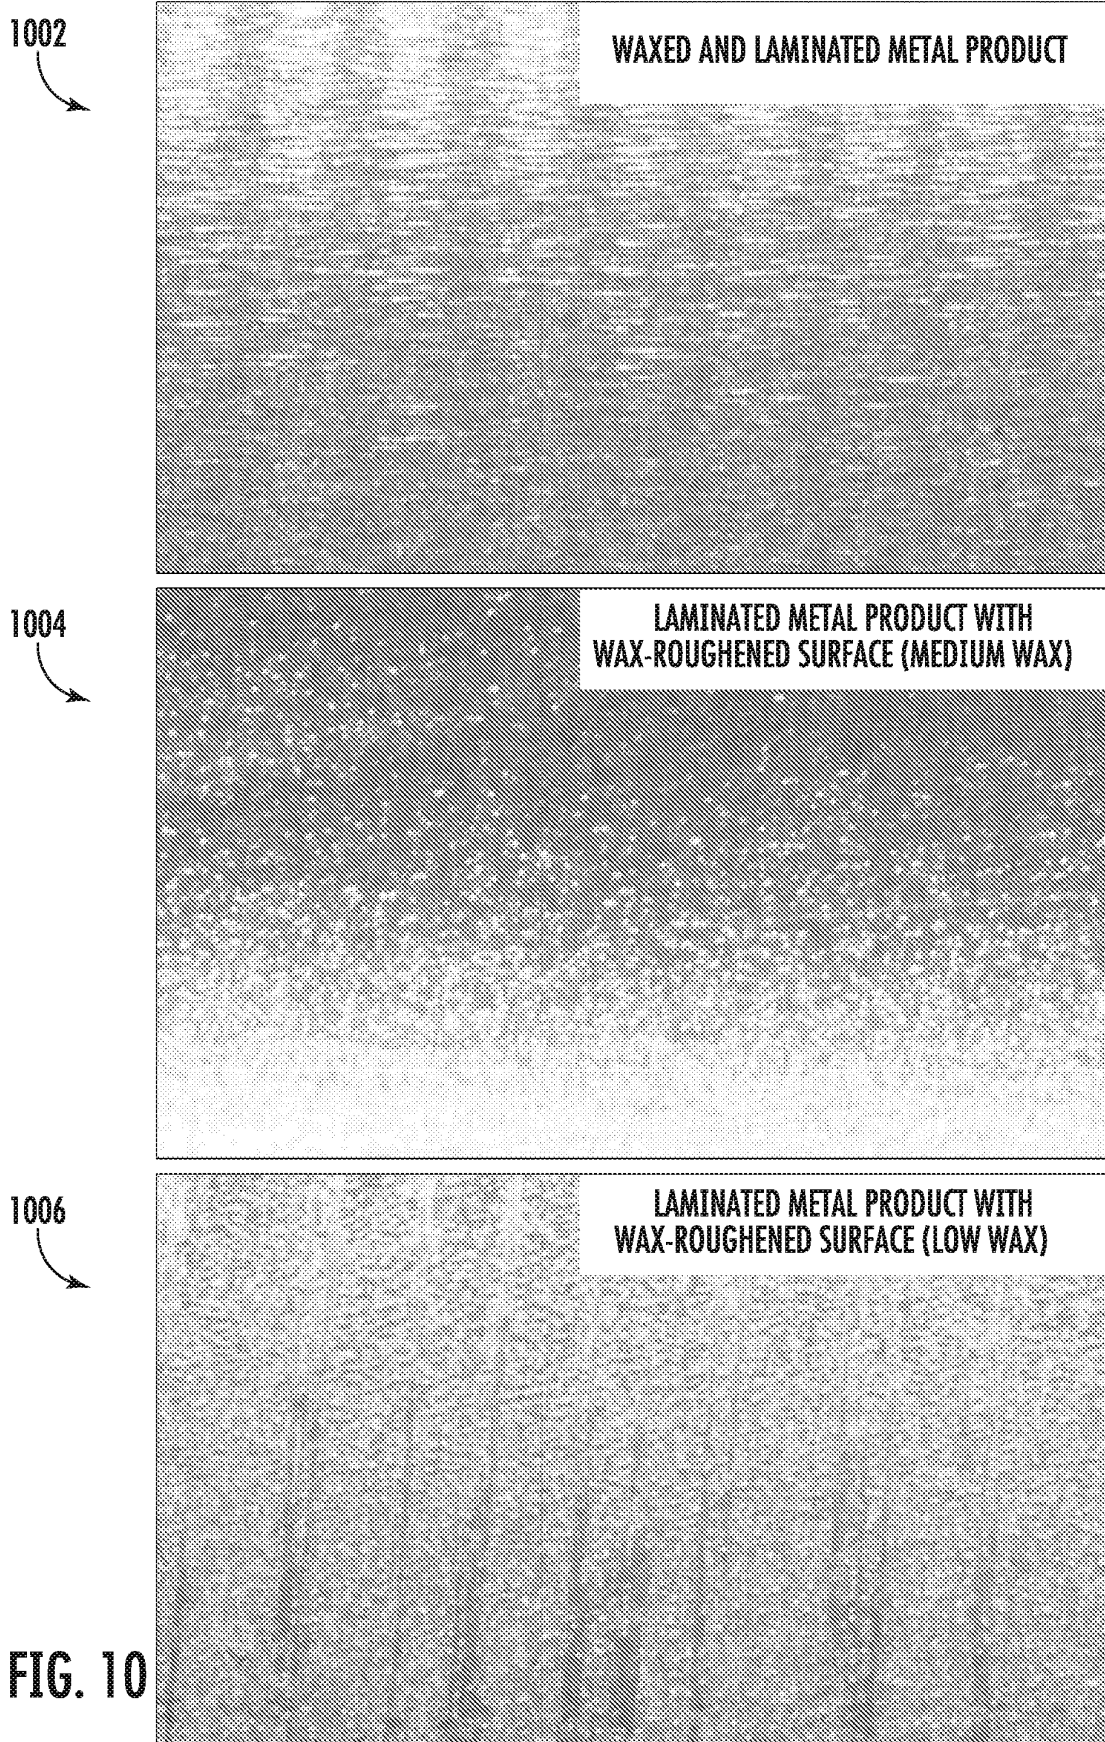 1002
WAXED AND LAMINATED METAL PRODUCT
1004
LAMINATED METAL PRODUCT WITH
WAX-ROUGHENED SURFACE (MEDIUM WAX)
1006
LAMINATED METAL PRODUCT WITH
WAX-ROUGHENED SURFACE (LOW WAX)
FIG. 10